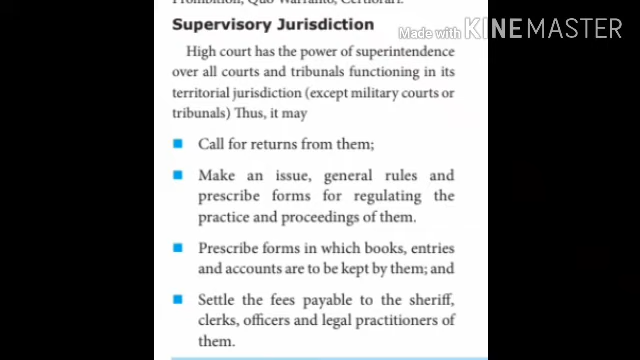 Prohibition, Quo Warranto, Certiorari.
Supervisory Jurisdiction
Made with KINEMASTER
High court has the power of superintendence
over all courts and tribunals functioning in its
territorial jurisdiction (except military courts or
tribunals) Thus, it may
Call for returns from them;
Make an issue, general rules and
prescribe forms for regulating the
practice and proceedings of them.
Prescribe forms in which books, entries
and accounts are to be kept by them; and
Settle the fees payable to the sheriff,
clerks, officers and legal practitioners of
them.